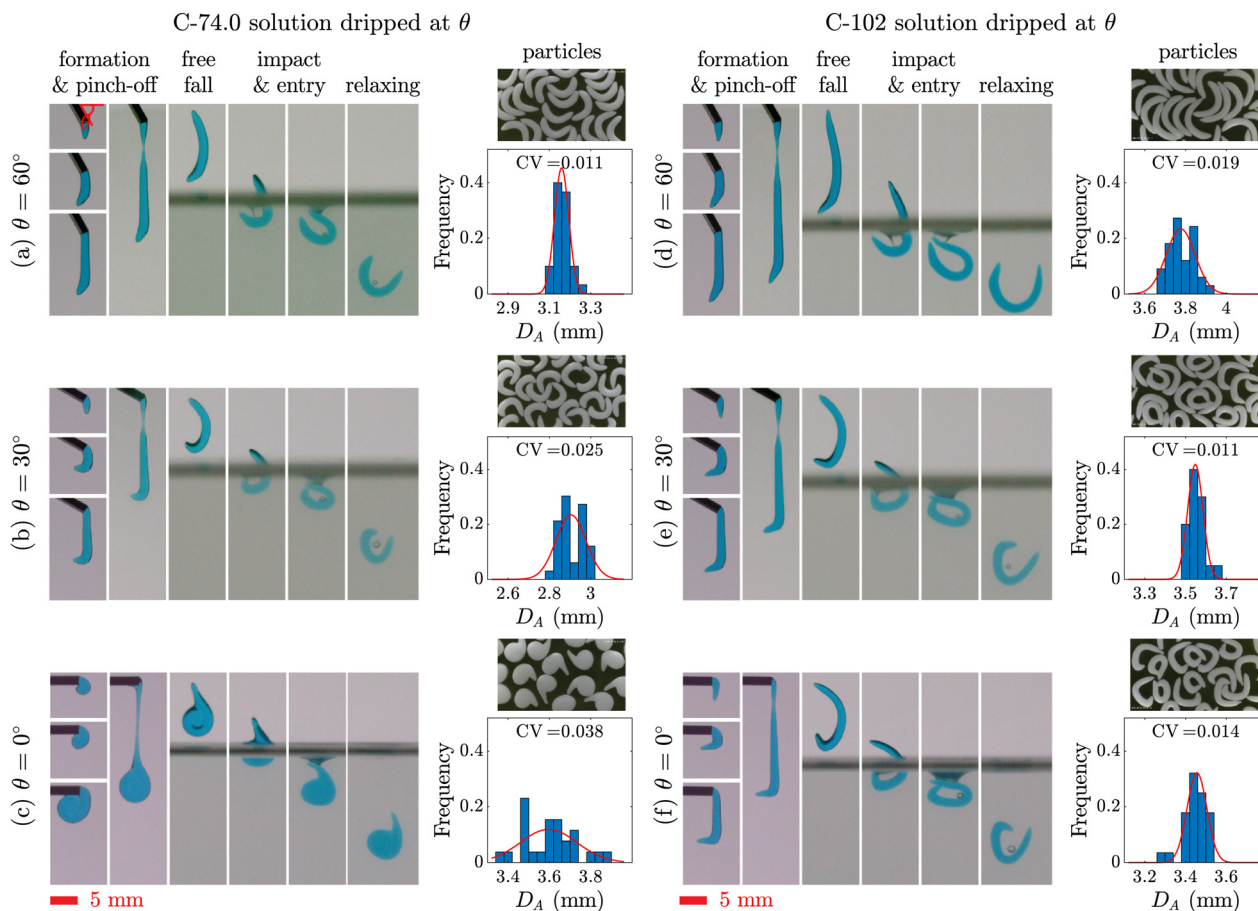 C-74.0 solution dripped at θ
formation
& pinch-off
free
fall
impact
& entry
relaxing
particles
(a) θ = 60°
CV =0.011
Frequency
0.4
0.2
0
2.9 3.1 3.3
D_A (mm)
(b) θ = 30°
CV =0.025
Frequency
0.4
0.2
0
2.6 2.8 3
D_A (mm)
(c) θ = 0°
CV =0.038
Frequency
0.4
0.2
0
3.4 3.6 3.8
D_A (mm)
5 mm
C-102 solution dripped at θ
formation
& pinch-off
free
fall
impact
& entry
relaxing
particles
(d) θ = 60°
CV =0.019
Frequency
0.4
0.2
0
3.6 3.8 4
D_A (mm)
(e) θ = 30°
CV =0.011
Frequency
0.4
0.2
0
3.3 3.5 3.7
D_A (mm)
(f) θ = 0°
CV =0.014
Frequency
0.4
0.2
0
3.2 3.4 3.6
D_A (mm)
5 mm